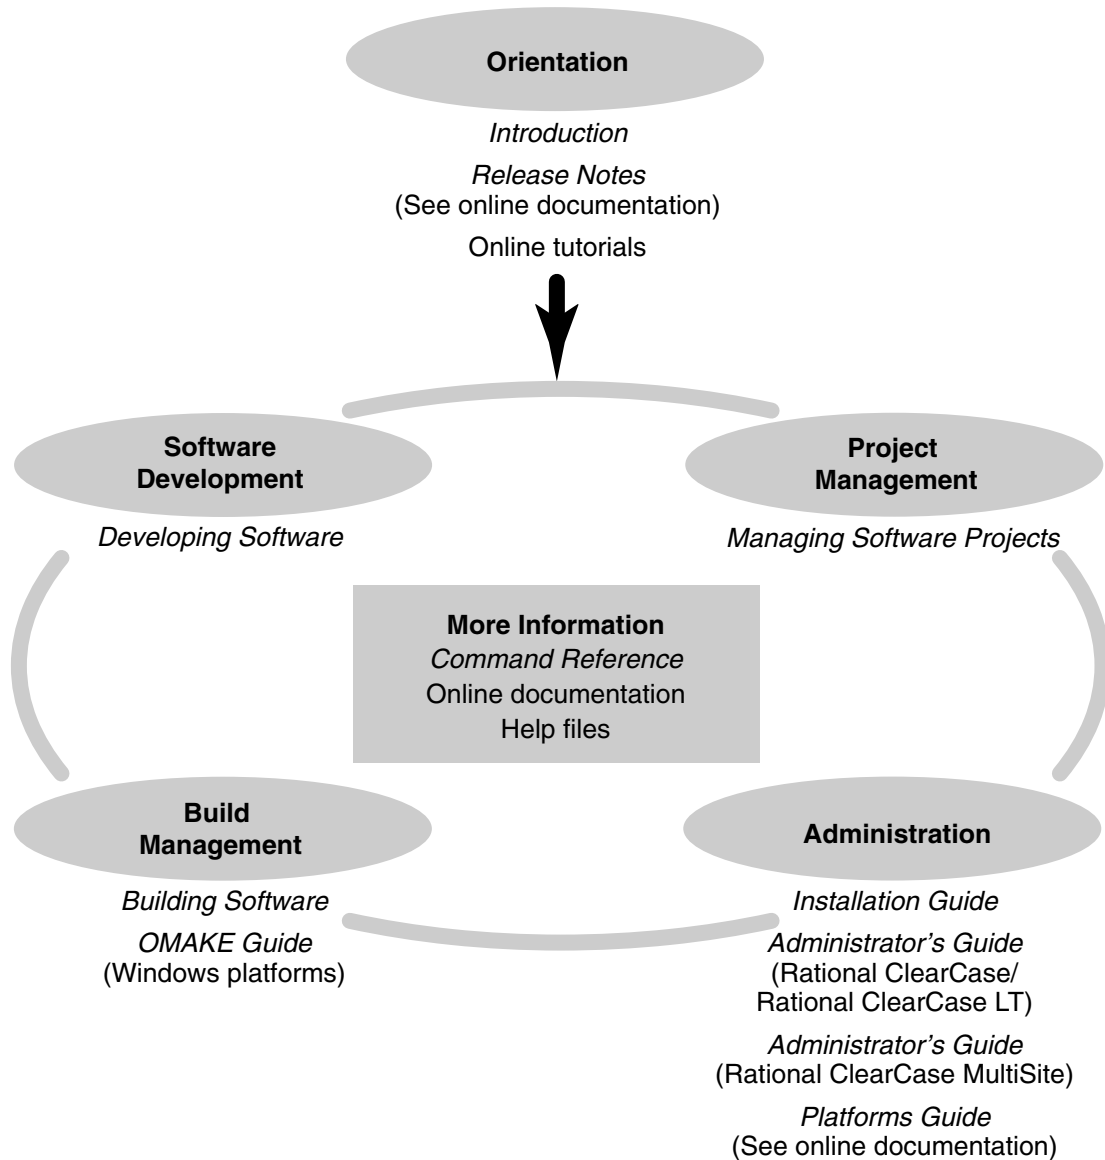 Orientation
Introduction
Release Notes
(See online documentation)
Online tutorials
Software
Development
Developing Software
Project
Management
Managing Software Projects
More Information
Command Reference
Online documentation
Help files
Build
Management
Building Software
OMAKE Guide
(Windows platforms)
Administration
Installation Guide
Administrator’s Guide
(Rational ClearCase/
Rational ClearCase LT)
Administrator’s Guide
(Rational ClearCase MultiSite)
Platforms Guide
(See online documentation)